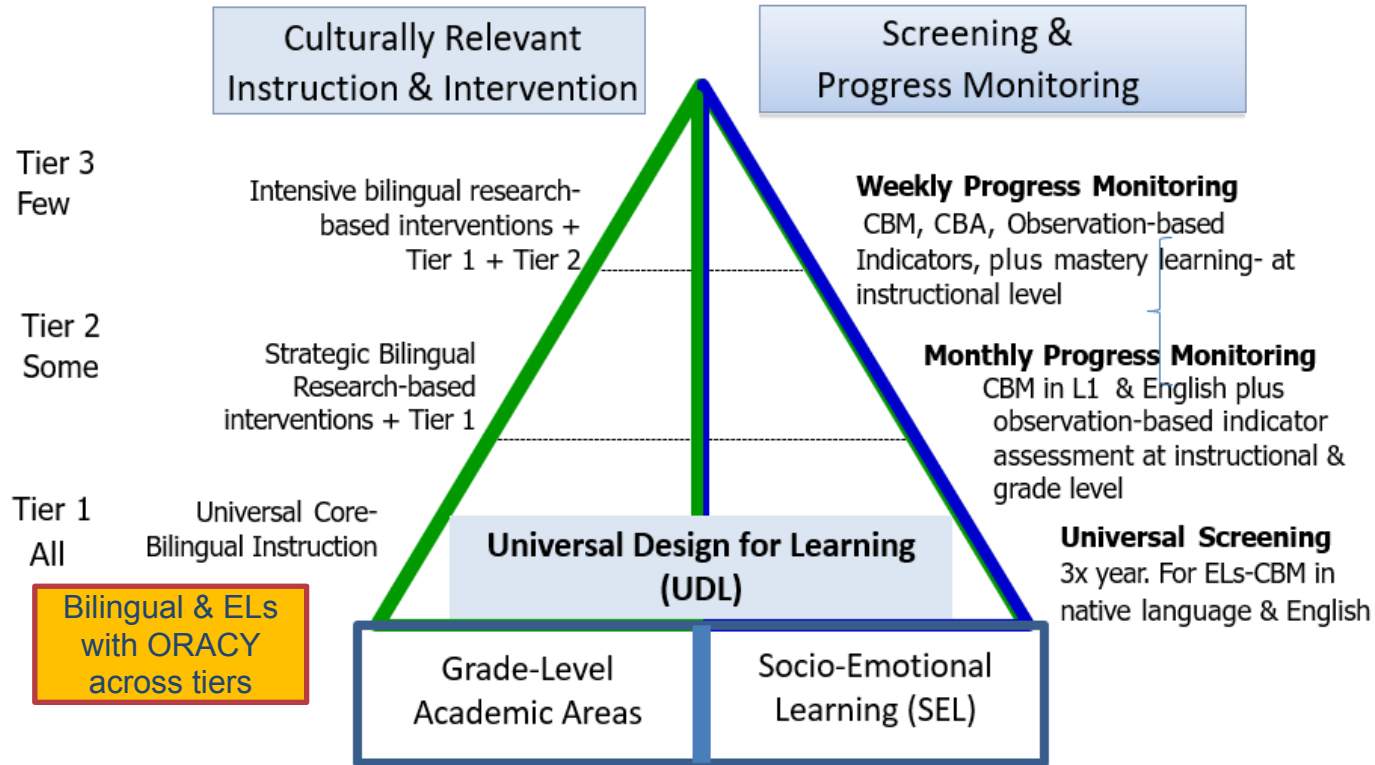 Culturally Relevant
Instruction & Intervention
Screening &
Progress Monitoring
Tier 3
Few
Intensive bilingual research-
based interventions +
Tier 1 + Tier 2
Weekly Progress Monitoring
CBM, CBA, Observation-based
Indicators, plus mastery learning- at
instructional level
Tier 2
Some
Strategic Bilingual
Research-based
interventions + Tier 1
Monthly Progress Monitoring
CBM in L1 & English plus
observation-based indicator
assessment at instructional &
grade level
Tier 1
All
Universal Core-
Bilingual Instruction
Universal Design for Learning
(UDL)
Universal Screening
3x year. For ELs-CBM in
native language & English
Bilingual & ELs
with ORACY
across tiers
Grade-Level
Academic Areas
Socio-Emotional
Learning (SEL)